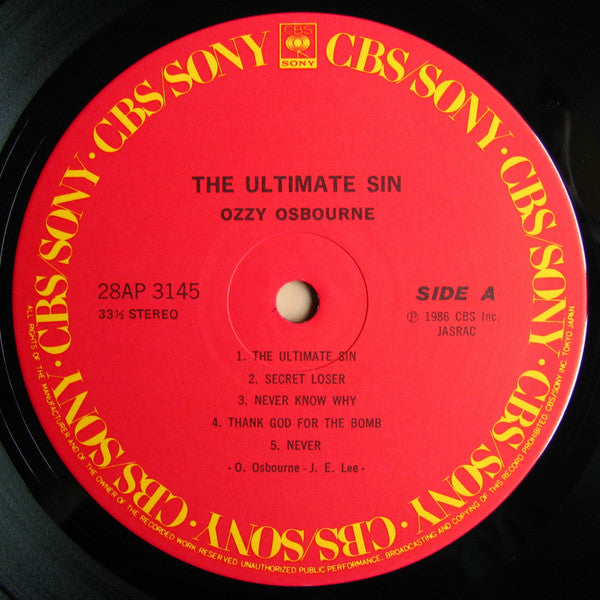 CBS
SONY
CBS/SONY · CBS/SONY · CBS/SONY · CBS/SONY · CBS/SONY · CBS/SONY · CBS/SONY · CBS/SONY
THE ULTIMATE SIN
OZZY OSBOURNE
28AP 3145
33⅓ STEREO
SIDE A
Ⓟ 1986 CBS Inc.
JASRAC
1. THE ULTIMATE SIN
2. SECRET LOSER
3. NEVER KNOW WHY
4. THANK GOD FOR THE BOMB
5. NEVER
- O. Osbourne - J. E. Lee -
ALL RIGHTS OF THE MANUFACTURER AND OF THE OWNER OF THE RECORDED WORK RESERVED UNAUTHORIZED PUBLIC PERFORMANCE, BROADCASTING AND COPYING OF THIS RECORD PROHIBITED CBS/SONY INC. TOKYO JAPAN